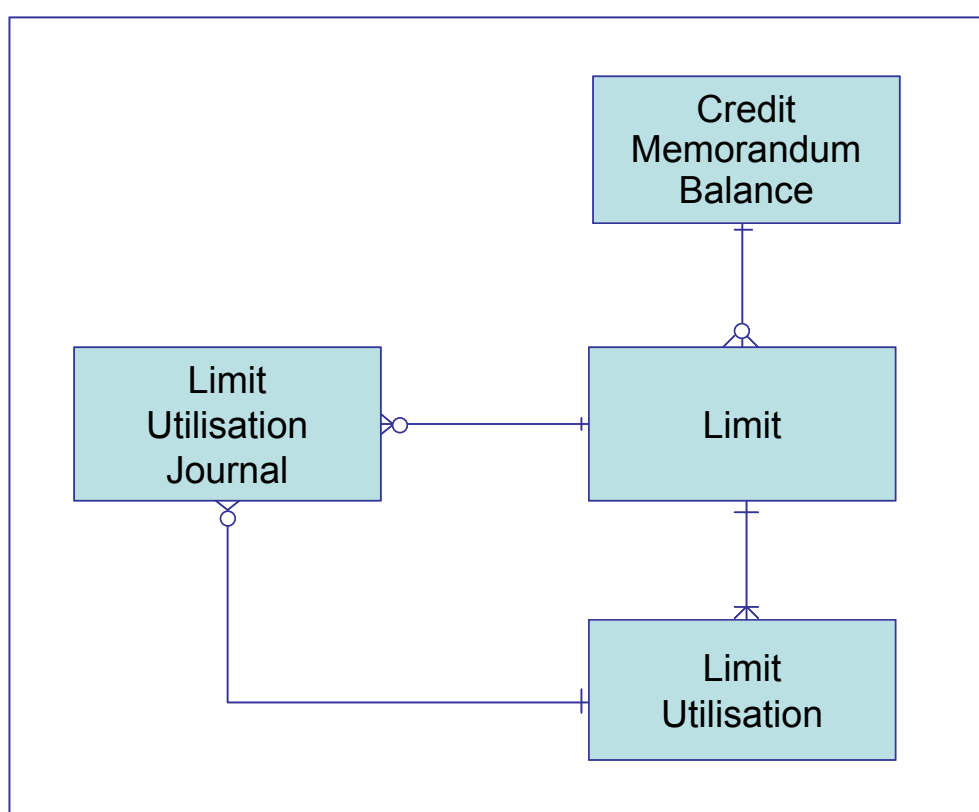 Credit
Memorandum
Balance
Limit
Utilisation
Journal
Limit
Limit
Utilisation